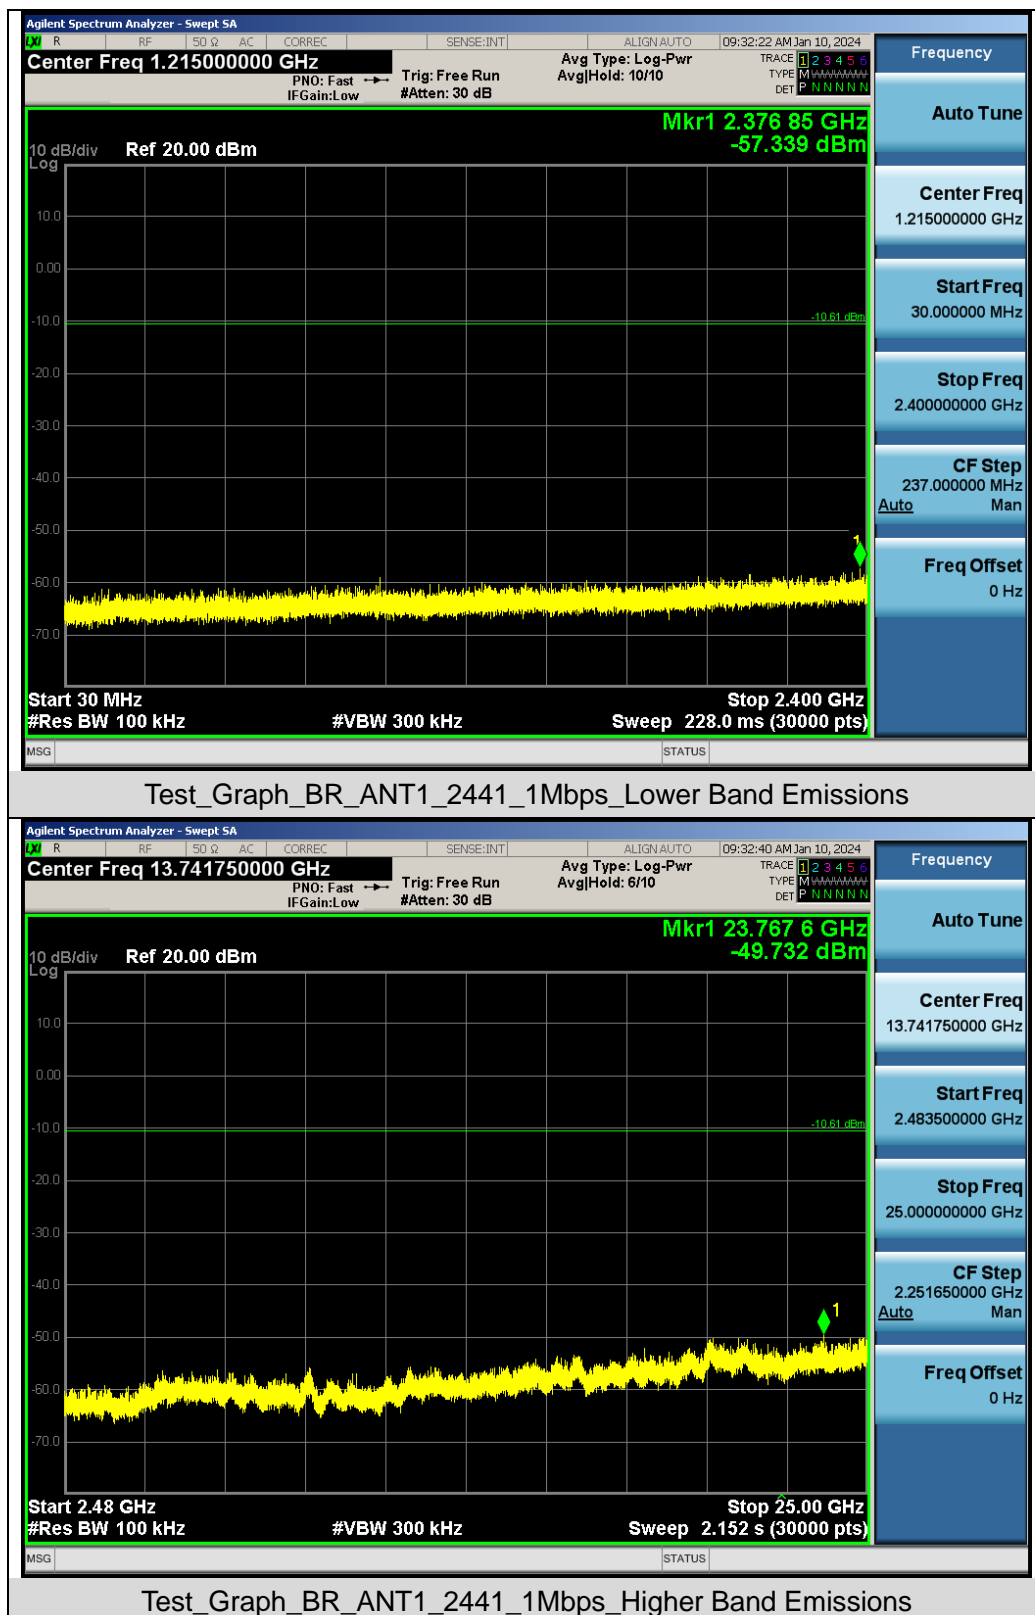 Agilent Spectrum Analyzer - Swept SA
LXI R RF 50 Ω AC CORREC SENSE:INT ALIGN AUTO 09:32:22 AM Jan 10, 2024
Center Freq 1.215000000 GHz
PNO: Fast
IFGain:Low
Trig: Free Run
#Atten: 30 dB
Avg Type: Log-Pwr
Avg|Hold: 10/10
TRACE 1 2 3 4 5 6
TYPE M
DET P N N N N N
Frequency
Mkr1 2.376 85 GHz
-57.339 dBm
10 dB/div
Log
Ref 20.00 dBm
10.0
0.00
-10.0
-10.61 dBm
-20.0
-30.0
-40.0
-50.0
1
-60.0
-70.0
Start 30 MHz
Stop 2.400 GHz
#Res BW 100 kHz
#VBW 300 kHz
Sweep 228.0 ms (30000 pts)
MSG
STATUS
Auto Tune
Center Freq
1.215000000 GHz
Start Freq
30.000000 MHz
Stop Freq
2.400000000 GHz
CF Step
237.000000 MHz
Auto Man
Freq Offset
0 Hz
Test_Graph_BR_ANT1_2441_1Mbps_Lower Band Emissions
Agilent Spectrum Analyzer - Swept SA
LXI R RF 50 Ω AC CORREC SENSE:INT ALIGN AUTO 09:32:40 AM Jan 10, 2024
Center Freq 13.741750000 GHz
PNO: Fast
IFGain:Low
Trig: Free Run
#Atten: 30 dB
Avg Type: Log-Pwr
Avg|Hold: 6/10
TRACE 1 2 3 4 5 6
TYPE M
DET P N N N N N
Frequency
Mkr1 23.767 6 GHz
-49.732 dBm
10 dB/div
Log
Ref 20.00 dBm
10.0
0.00
-10.0
-10.61 dBm
-20.0
-30.0
-40.0
1
-50.0
-60.0
-70.0
Start 2.48 GHz
Stop 25.00 GHz
#Res BW 100 kHz
#VBW 300 kHz
Sweep 2.152 s (30000 pts)
MSG
STATUS
Auto Tune
Center Freq
13.741750000 GHz
Start Freq
2.483500000 GHz
Stop Freq
25.000000000 GHz
CF Step
2.251650000 GHz
Auto Man
Freq Offset
0 Hz
Test_Graph_BR_ANT1_2441_1Mbps_Higher Band Emissions